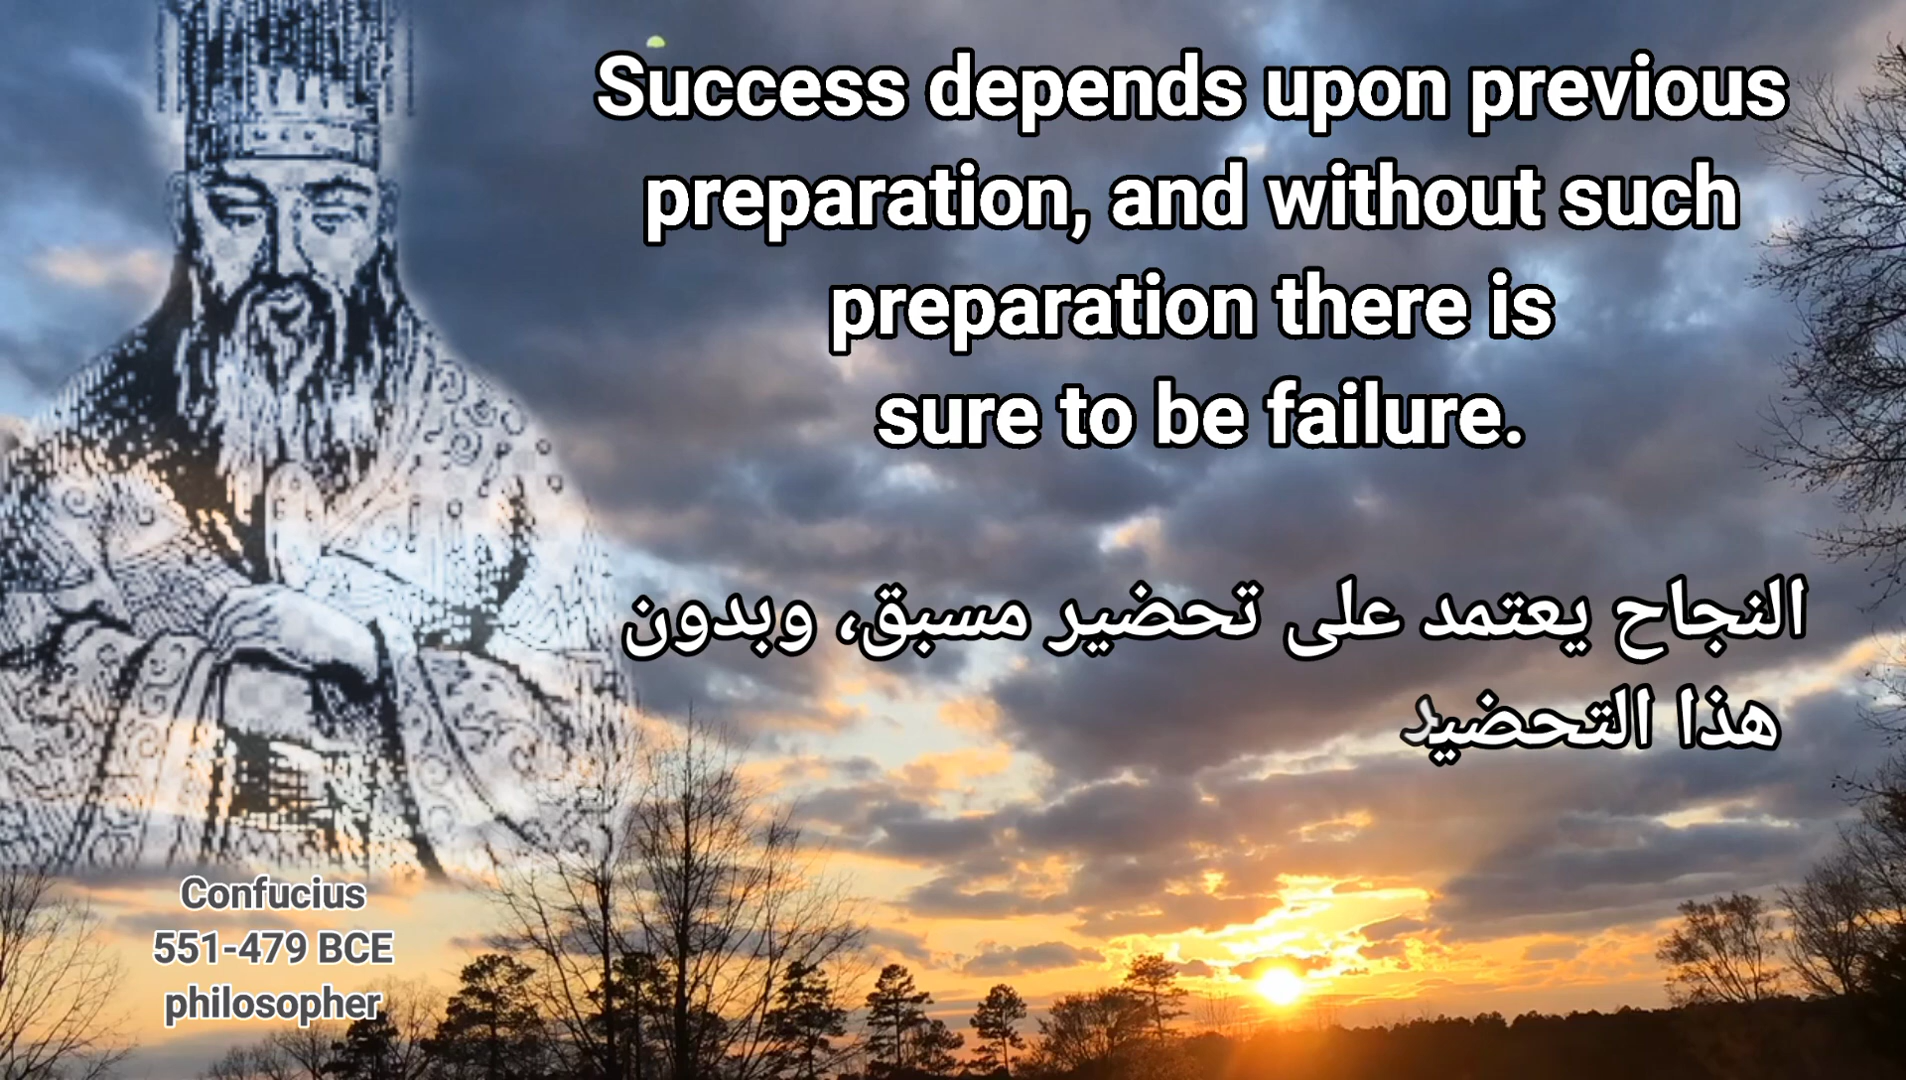 Success depends upon previous
preparation, and without such
preparation there is
sure to be failure.
النجاح يعتمد على تحضير مسبق، وبدون
هذا التحضير
Confucius
551-479 BCE
philosopher